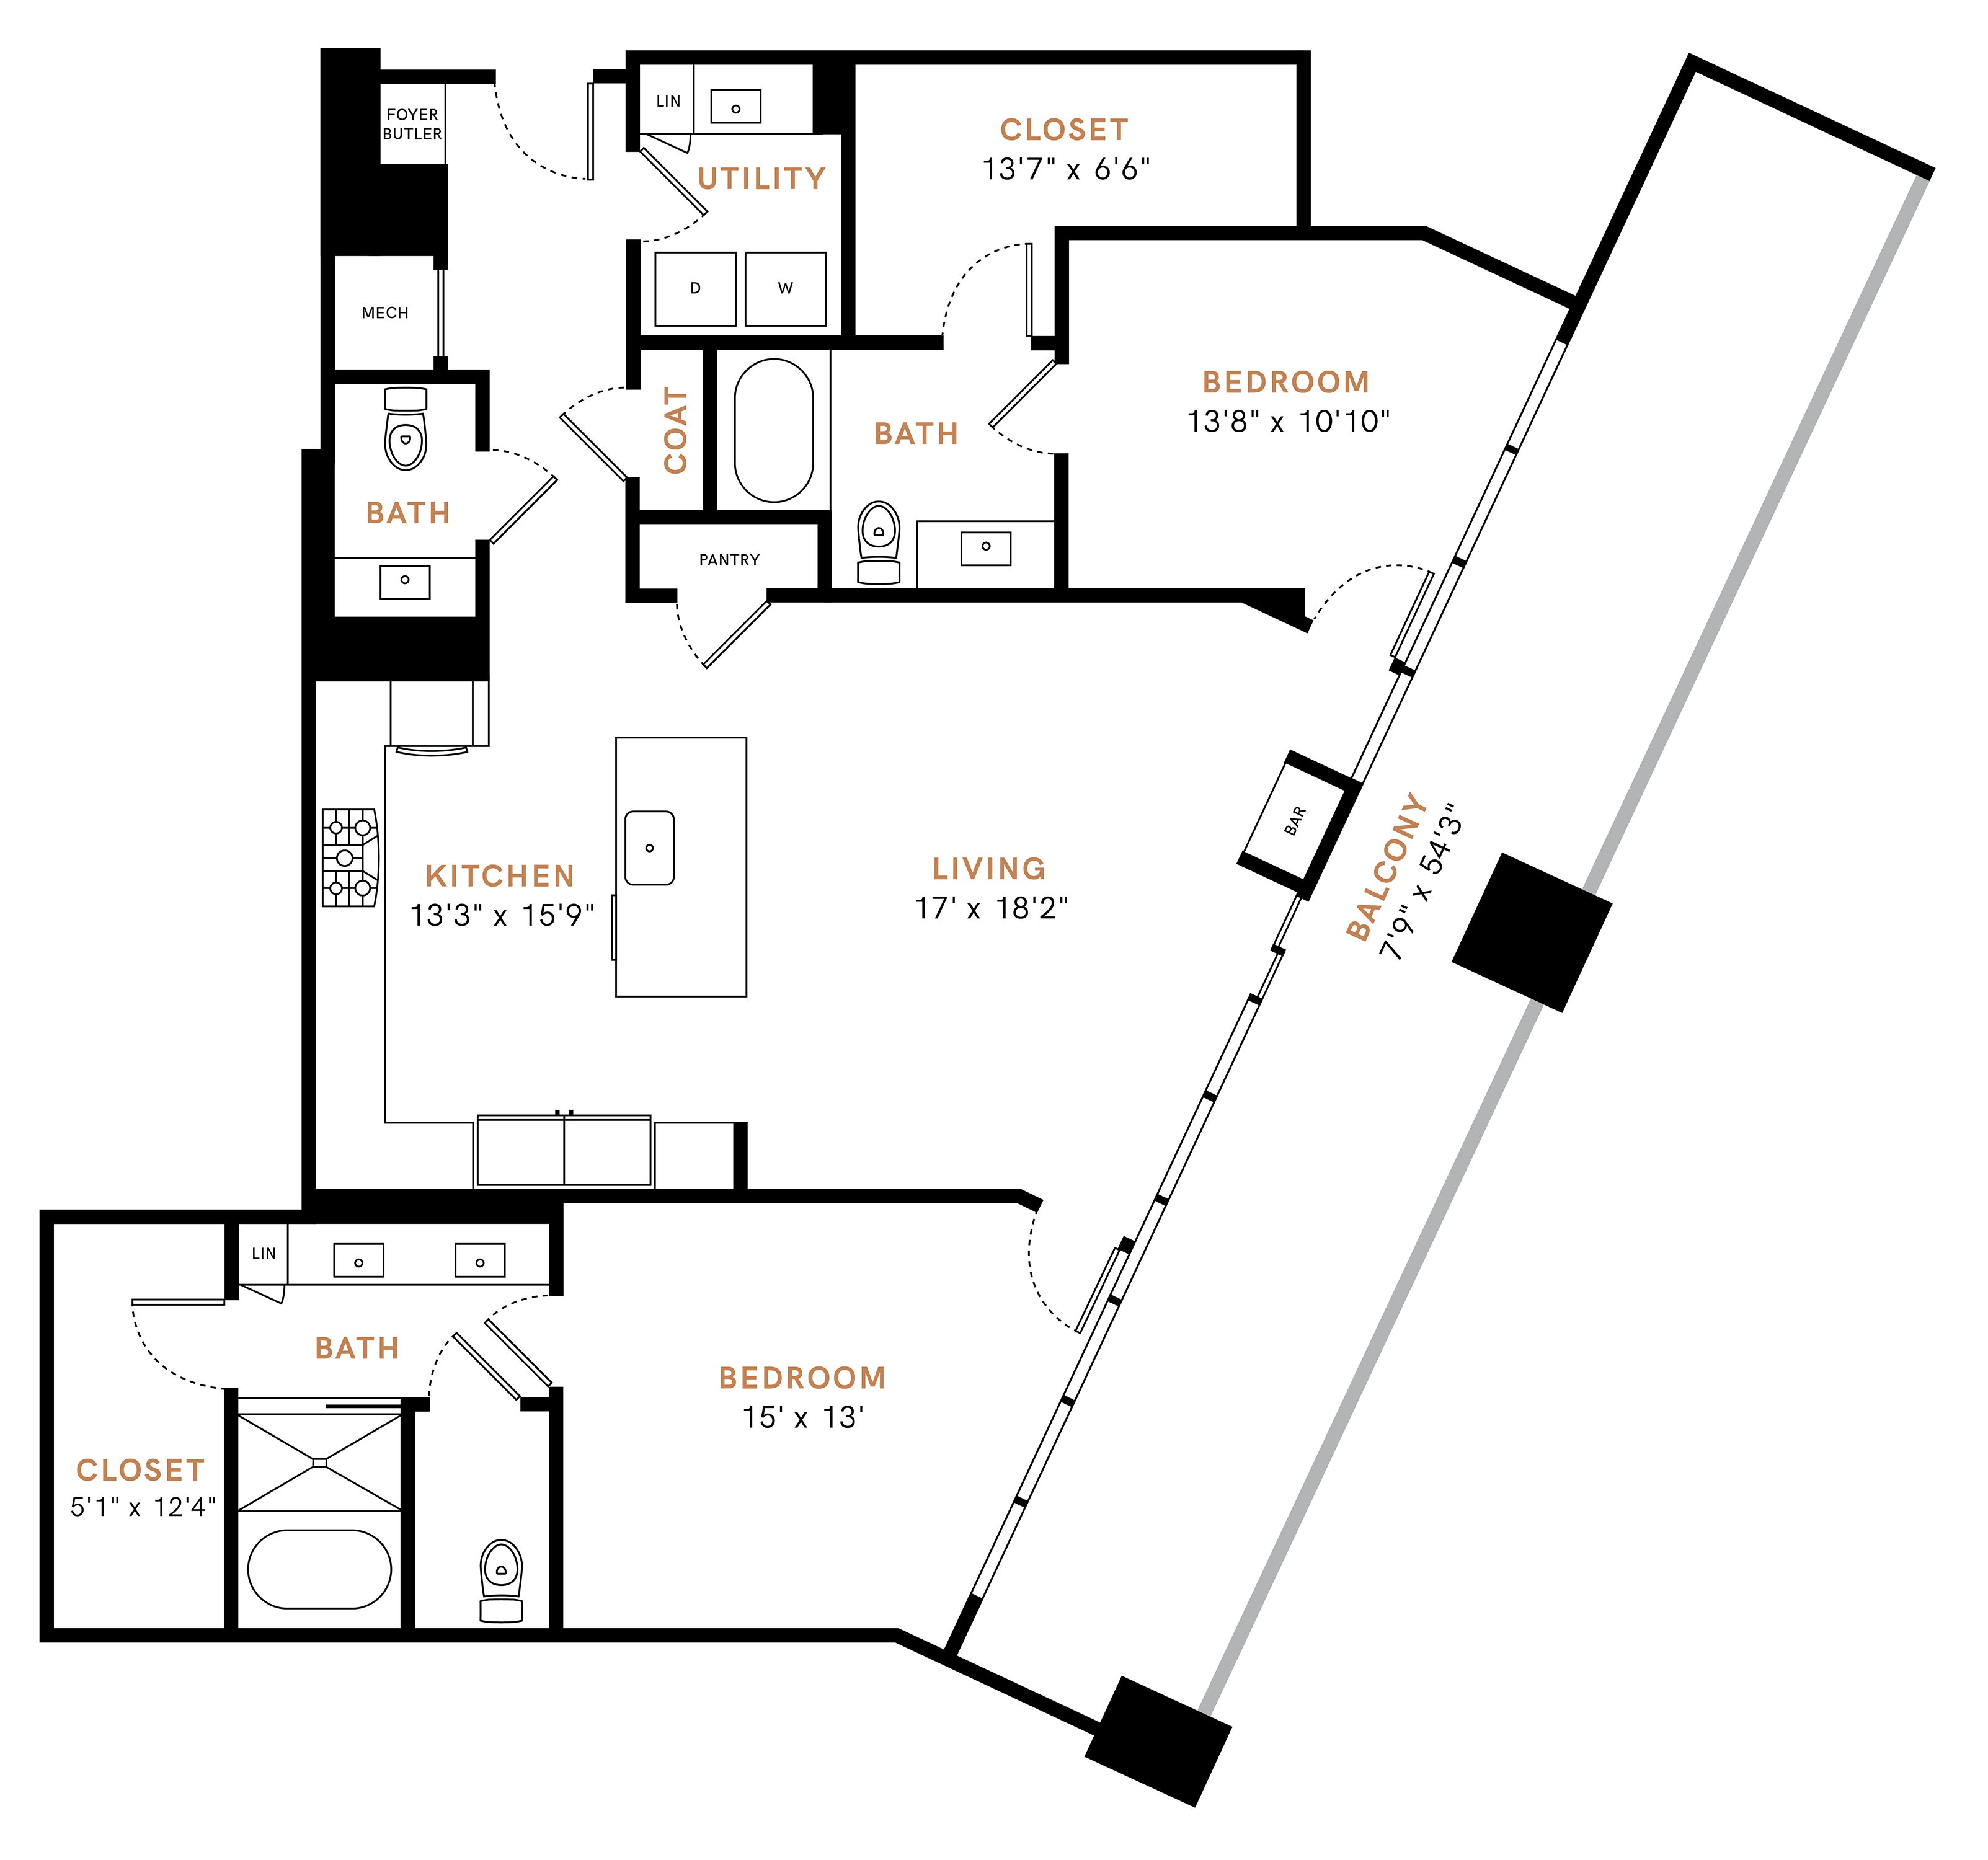 FOYER
BUTLER
LIN
UTILITY
CLOSET
13'7" x 6'6"
D
W
MECH
COAT
BATH
BEDROOM
13'8" x 10'10"
BATH
PANTRY
BAR
KITCHEN
13'3" x 15'9"
LIVING
17' x 18'2"
BALCONY
7'9" x 54'3"
LIN
BATH
BEDROOM
15' x 13'
CLOSET
5'1" x 12'4"